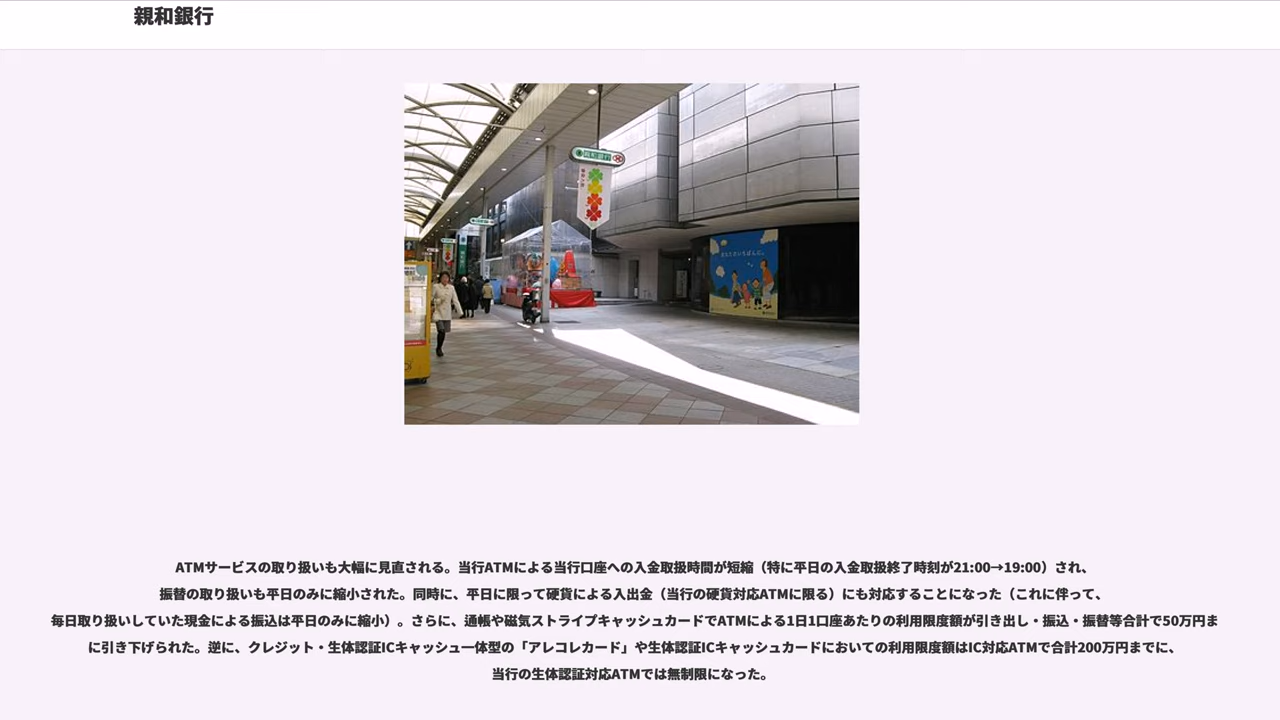 親和銀行
親和銀行
あなたのいちばんに。
ATMサービスの取り扱いも大幅に見直される。当行ATMによる当行口座への入金取扱時間が短縮（特に平日の入金取扱終了時刻が21:00→19:00）され、
振替の取り扱いも平日のみに縮小された。同時に、平日に限って硬貨による入出金（当行の硬貨対応ATMに限る）にも対応することになった（これに伴って、
毎日取り扱いしていた現金による振込は平日のみに縮小）。さらに、通帳や磁気ストライプキャッシュカードでATMによる1日1口座あたりの利用限度額が引き出し・振込・振替等合計で50万円ま
に引き下げられた。逆に、クレジット・生体認証ICキャッシュ一体型の「アレコレカード」や生体認証ICキャッシュカードにおいての利用限度額はIC対応ATMで合計200万円までに、
当行の生体認証対応ATMでは無制限になった。